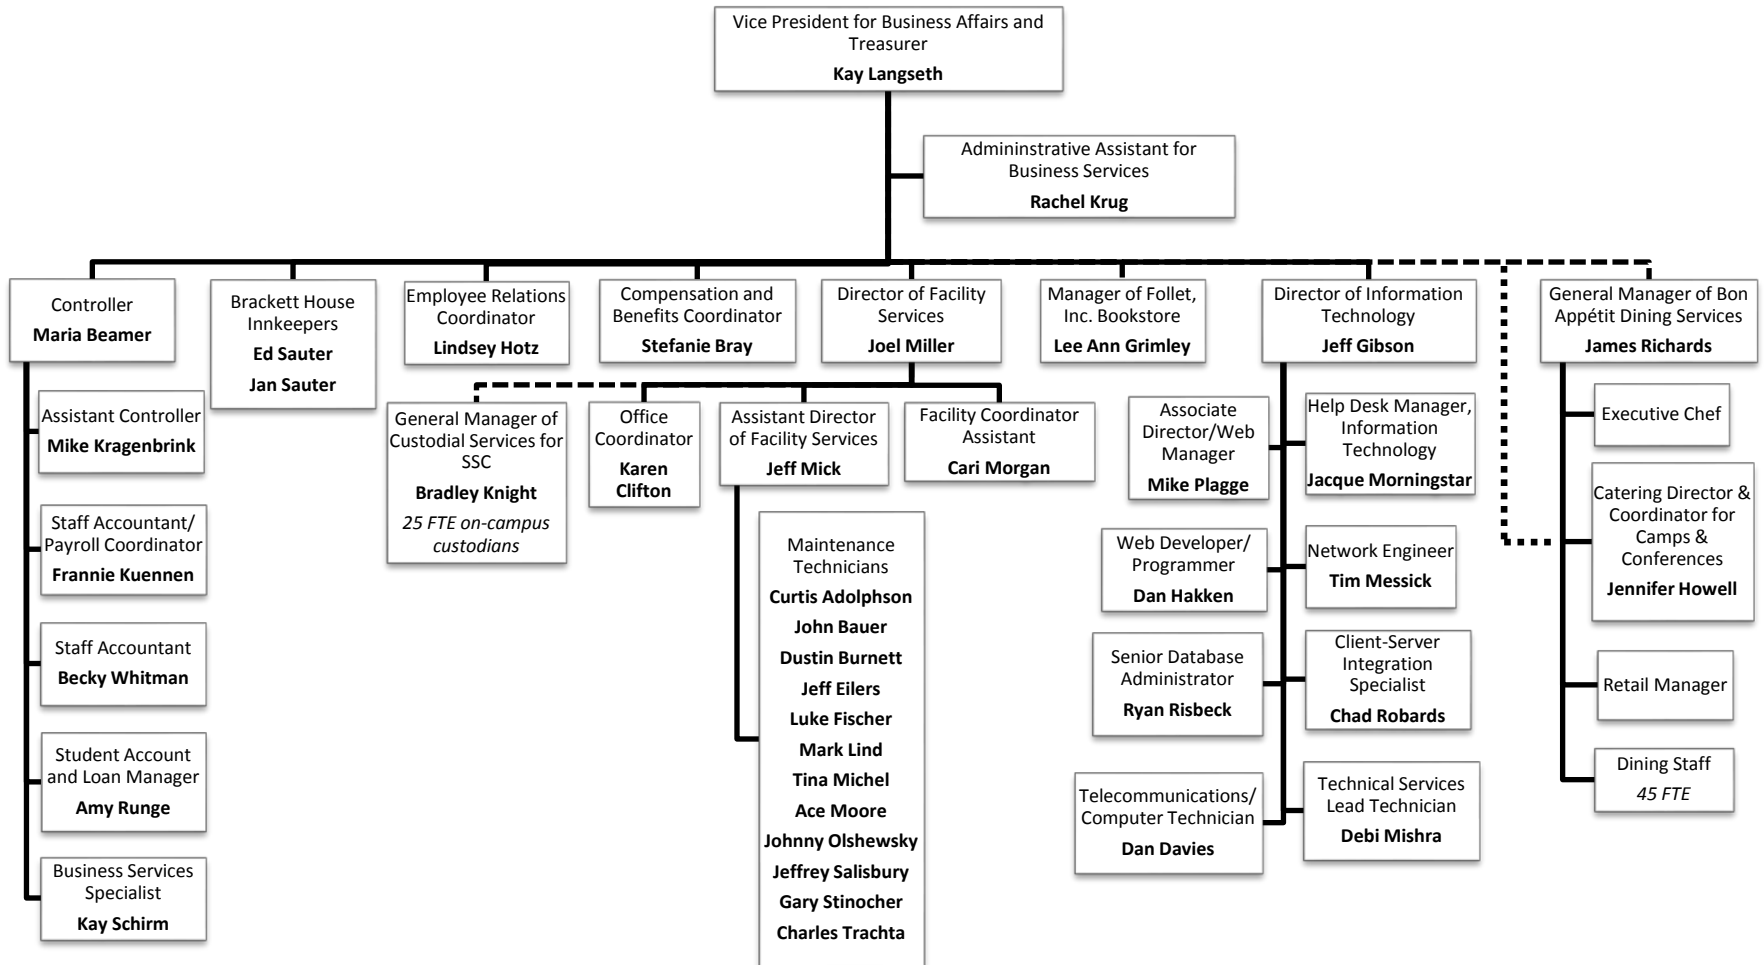 Vice President for Business Affairs and
Treasurer
Kay Langseth
Admininstrative Assistant for
Business Services
Rachel Krug
Controller
Maria Beamer
Brackett House
Innkeepers
Ed Sauter
Jan Sauter
Employee Relations
Coordinator
Lindsey Hotz
Compensation and
Benefits Coordinator
Stefanie Bray
Director of Facility
Services
Joel Miller
Manager of Follet,
Inc. Bookstore
Lee Ann Grimley
Director of Information
Technology
Jeff Gibson
General Manager of Bon
Appétit Dining Services
James Richards
Assistant Controller
Mike Kragenbrink
Staff Accountant/
Payroll Coordinator
Frannie Kuennen
Staff Accountant
Becky Whitman
Student Account
and Loan Manager
Amy Runge
Business Services
Specialist
Kay Schirm
General Manager of
Custodial Services for
SSC
Bradley Knight
25 FTE on-campus
custodians
Office
Coordinator
Karen
Clifton
Assistant Director
of Facility Services
Jeff Mick
Facility Coordinator
Assistant
Cari Morgan
Maintenance
Technicians
Curtis Adolphson
John Bauer
Dustin Burnett
Jeff Eilers
Luke Fischer
Mark Lind
Tina Michel
Ace Moore
Johnny Olshewsky
Jeffrey Salisbury
Gary Stinocher
Charles Trachta
Associate
Director/Web
Manager
Mike Plagge
Help Desk Manager,
Information
Technology
Jacque Morningstar
Web Developer/
Programmer
Dan Hakken
Network Engineer
Tim Messick
Senior Database
Administrator
Ryan Risbeck
Client-Server
Integration
Specialist
Chad Robards
Telecommunications/
Computer Technician
Dan Davies
Technical Services
Lead Technician
Debi Mishra
Executive Chef
Catering Director &
Coordinator for
Camps &
Conferences
Jennifer Howell
Retail Manager
Dining Staff
45 FTE